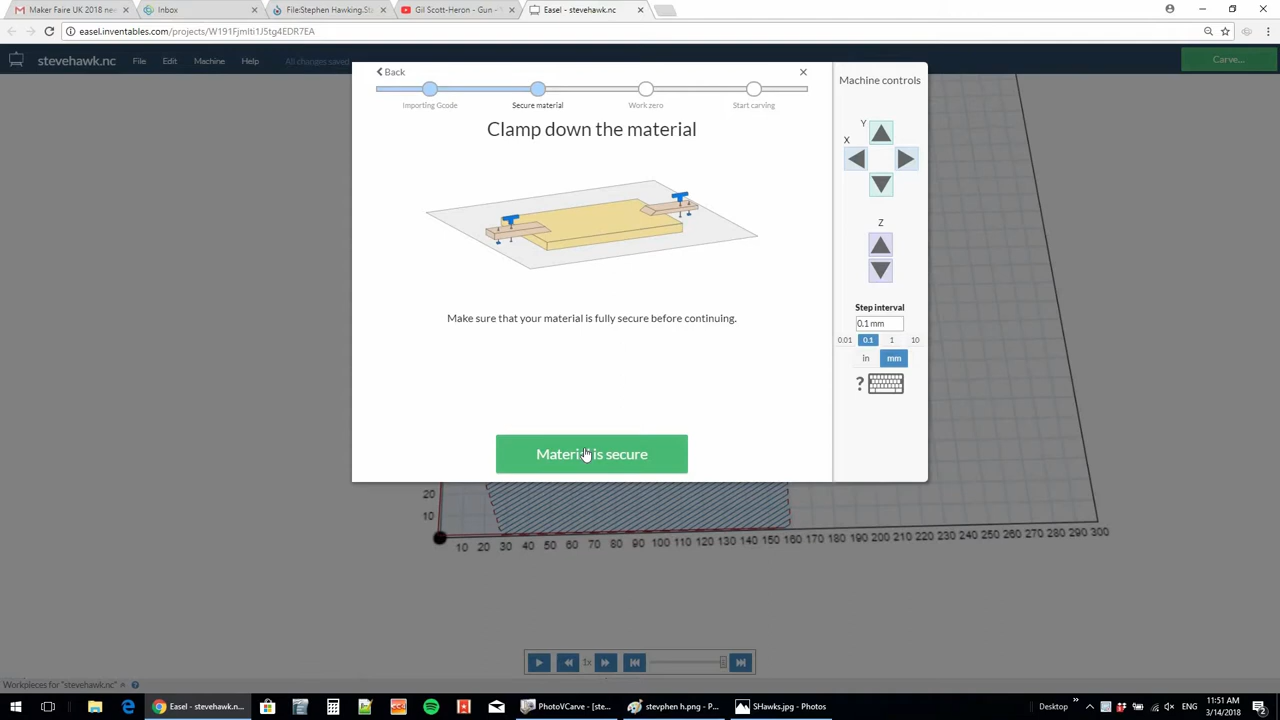 Maker Faire UK 2018 new
Inbox
File:Stephen Hawking.Sta
Gil Scott-Heron - Gun - Y
Easel - stevehawk.nc
easel.inventables.com/projects/W191FjmIti1J5tg4EDR7EA
stevehawk.nc
File
Edit
Machine
Help
All changes saved
Carve...
Back
Importing Gcode
Secure material
Work zero
Start carving
Clamp down the material
Make sure that your material is fully secure before continuing.
Material is secure
Machine controls
Y
X
Z
Step interval
0.1 mm
0.01 0.1 1 10
in mm
?
20
10
10 20 30 40 50 60 70 80 90 100 110 120 130 140 150 160 170 180 190 200 210 220 230 240 250 260 270 280 290 300
1x
Workpieces for "stevehawk.nc"
Easel - stevehawk.n...
PhotoVCarve - [ste...
stevphen h.png - P...
SHawks.jpg - Photos
Desktop
11:51 AM
3/14/2018